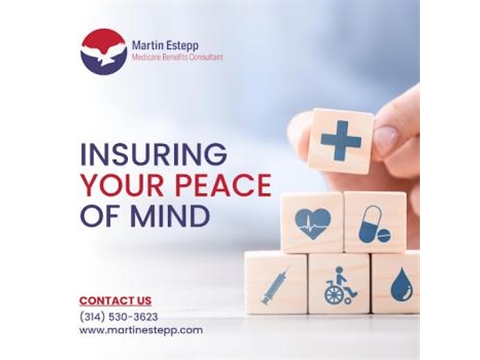 Martin Estepp
Medicare Benefits Consultant
INSURING
YOUR PEACE
OF MIND
CONTACT US
(314) 530-3623
www.martinestepp.com